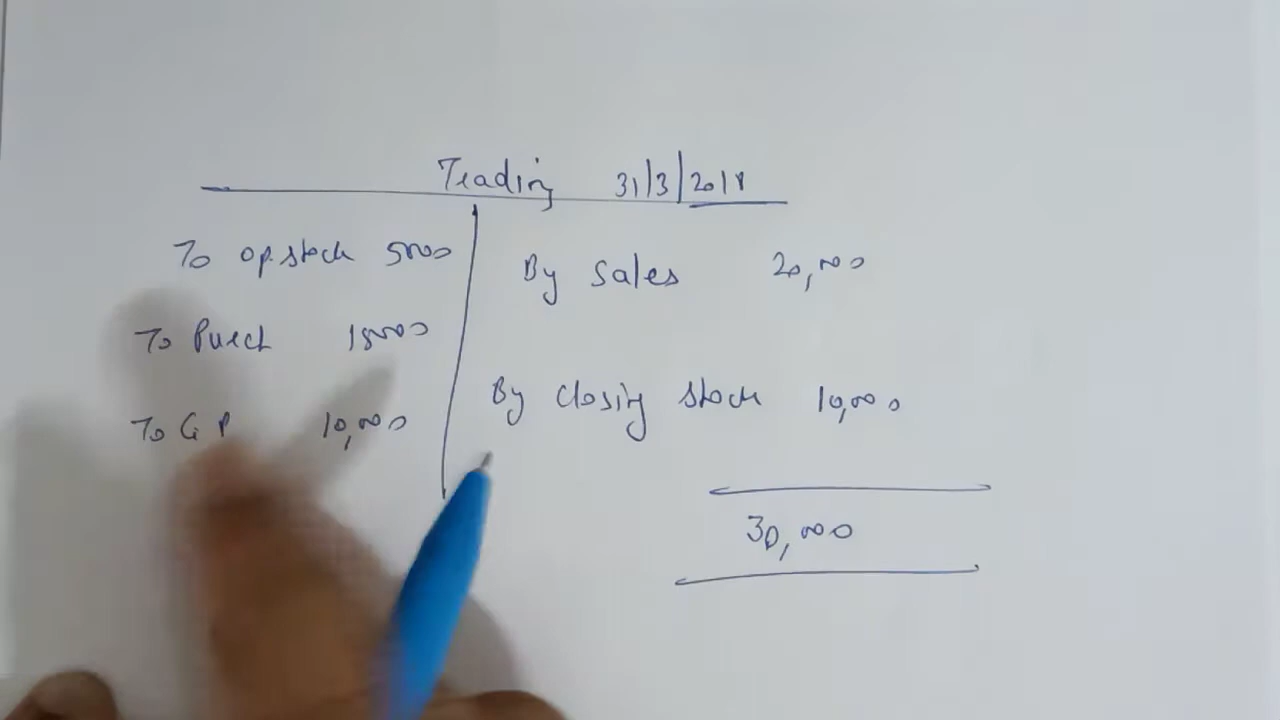 Trading 31/3/2018
To op.stock 5000
To Purch 15000
To G P 10,000
By Sales 20,000
By closing stock 10,000
30,000